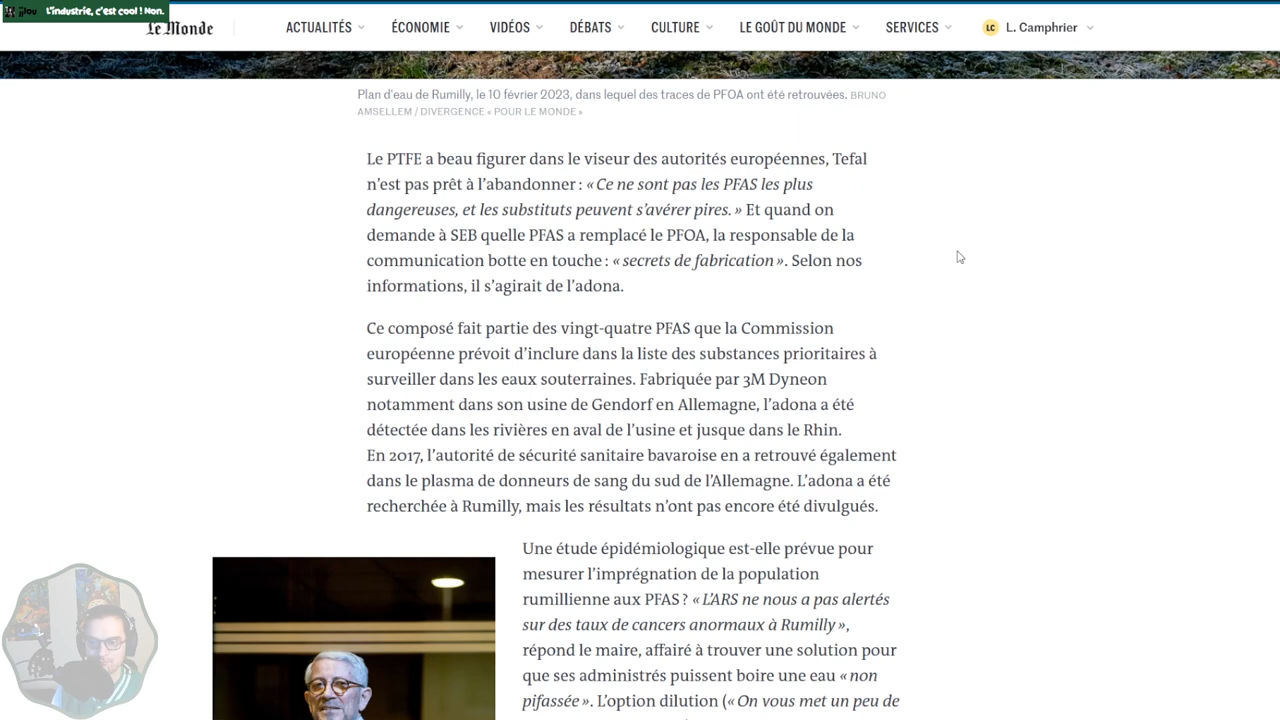 L'industrie, c'est cool ! Non.
Le Monde
ACTUALITÉS ÉCONOMIE VIDÉOS DÉBATS CULTURE LE GOÛT DU MONDE SERVICES LC L. Camphrier
Plan d'eau de Rumilly, le 10 février 2023, dans lequel des traces de PFOA ont été retrouvées. BRUNO
AMSELLEM / DIVERGENCE « POUR LE MONDE »
Le PTFE a beau figurer dans le viseur des autorités européennes, Tefal
n'est pas prêt à l'abandonner : « Ce ne sont pas les PFAS les plus
dangereuses, et les substituts peuvent s'avérer pires. » Et quand on
demande à SEB quelle PFAS a remplacé le PFOA, la responsable de la
communication botte en touche : « secrets de fabrication ». Selon nos
informations, il s'agirait de l'adona.
Ce composé fait partie des vingt-quatre PFAS que la Commission
européenne prévoit d'inclure dans la liste des substances prioritaires à
surveiller dans les eaux souterraines. Fabriquée par 3M Dyneon
notamment dans son usine de Gendorf en Allemagne, l'adona a été
détectée dans les rivières en aval de l'usine et jusque dans le Rhin.
En 2017, l'autorité de sécurité sanitaire bavaroise en a retrouvé également
dans le plasma de donneurs de sang du sud de l'Allemagne. L'adona a été
recherchée à Rumilly, mais les résultats n'ont pas encore été divulgués.
Une étude épidémiologique est-elle prévue pour
mesurer l'imprégnation de la population
rumillienne aux PFAS ? « L'ARS ne nous a pas alertés
sur des taux de cancers anormaux à Rumilly »,
répond le maire, affairé à trouver une solution pour
que ses administrés puissent boire une eau « non
pifassée ». L'option dilution (« On vous met un peu de